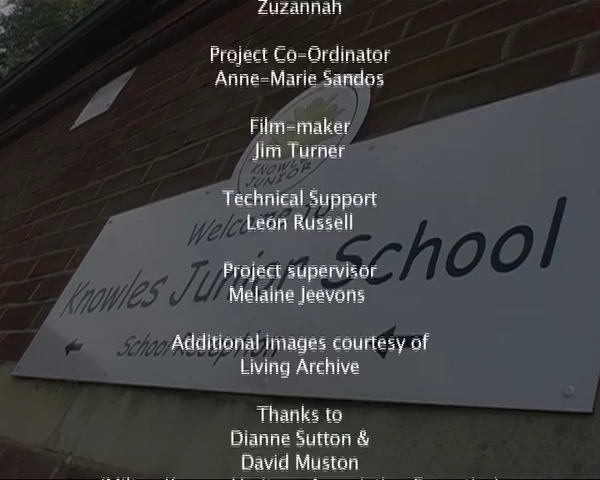 Zuzannah
Project Co-Ordinator
Anne-Marie Sandos
Film-maker
Jim Turner
Technical Support
Leon Russell
Project supervisor
Melaine Jeevons
Additional images courtesy of
Living Archive
Thanks to
Dianne Sutton &
David Muston
KNOWLES
JUNIOR
Welcome To
Knowles Junior School
School Reception